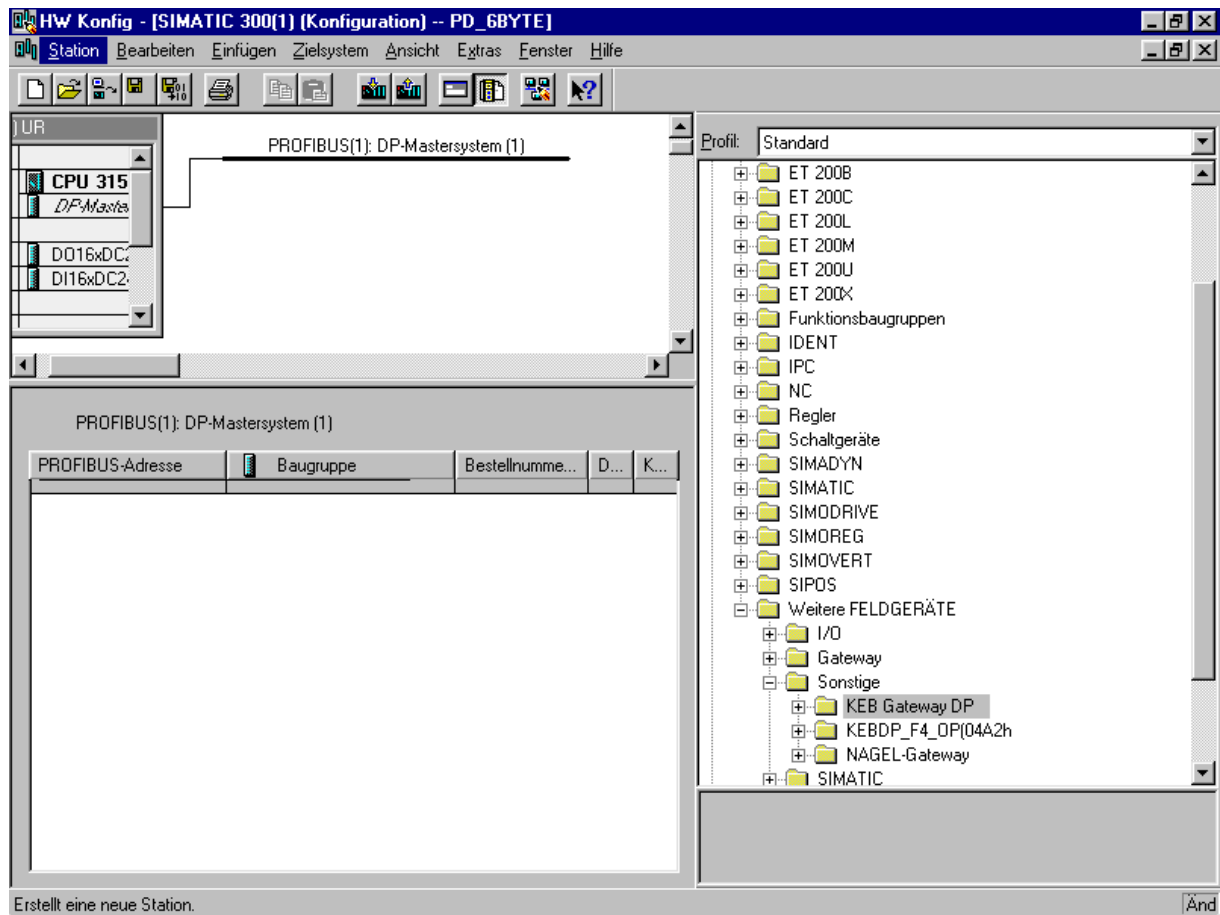 HW Konfig - [SIMATIC 300(1) (Konfiguration) -- PD_6BYTE]
Station Bearbeiten Einfügen Zielsystem Ansicht Extras Fenster Hilfe
) UR
CPU 315
DP-Maste
DO16xDC2
DI16xDC2
PROFIBUS(1): DP-Mastersystem (1)
PROFIBUS(1): DP-Mastersystem (1)
PROFIBUS-Adresse Baugruppe Bestellnumme... D... K...
Profil: Standard
ET 200B
ET 200C
ET 200L
ET 200M
ET 200U
ET 200X
Funktionsbaugruppen
IDENT
IPC
NC
Regler
Schaltgeräte
SIMADYN
SIMATIC
SIMODRIVE
SIMOREG
SIMOVERT
SIPOS
Weitere FELDGERÄTE
I/O
Gateway
Sonstige
KEB Gateway DP
KEBDP_F4_OP(04A2h
NAGEL-Gateway
SIMATIC
Erstellt eine neue Station.
Änd